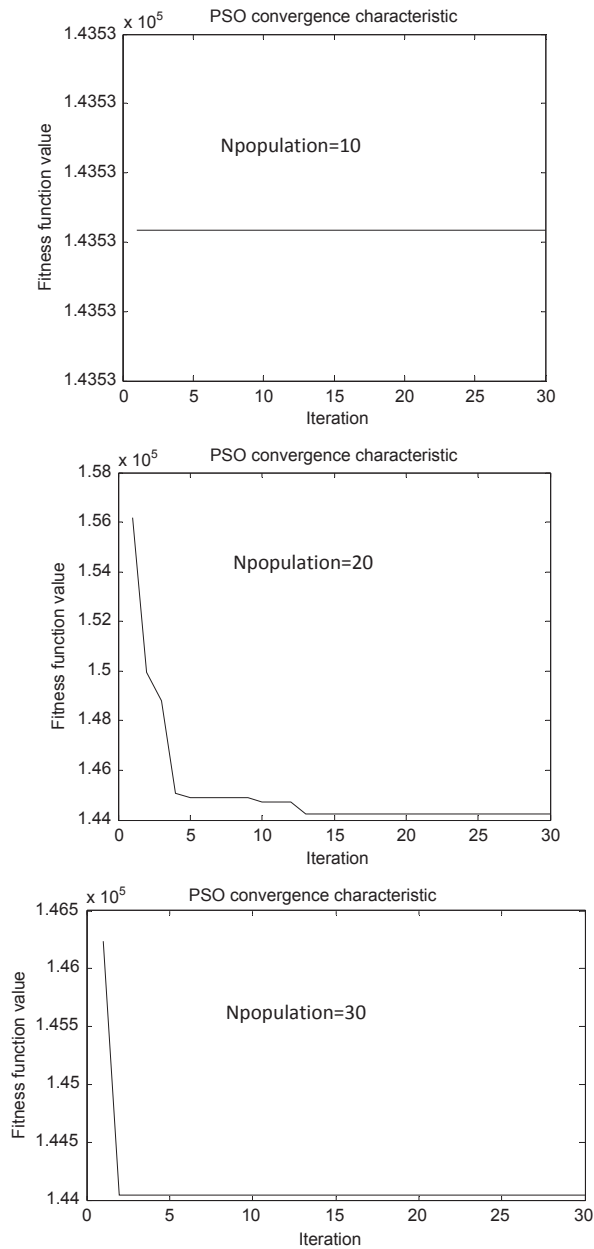 PSO convergence characteristic
x 10^5
1.4353
1.4353
1.4353
1.4353
1.4353
1.4353
Npopulation=10
Fitness function value
0 5 10 15 20 25 30
Iteration
PSO convergence characteristic
x 10^5
1.58
1.56
1.54
1.52
1.5
1.48
1.46
1.44
Npopulation=20
Fitness function value
0 5 10 15 20 25 30
Iteration
PSO convergence characteristic
x 10^5
1.465
1.46
1.455
1.45
1.445
1.44
Npopulation=30
Fitness function value
0 5 10 15 20 25 30
Iteration